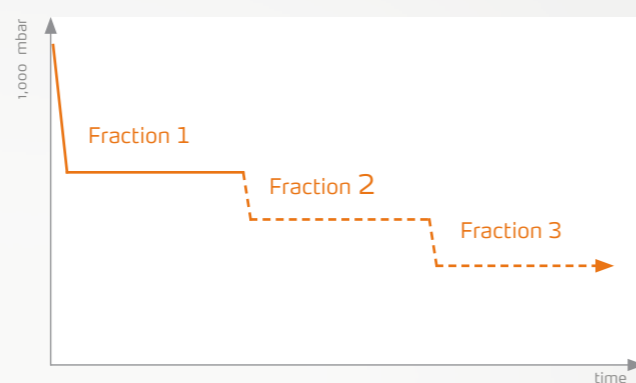 1,000 mbar
Fraction 1
Fraction 2
Fraction 3
time